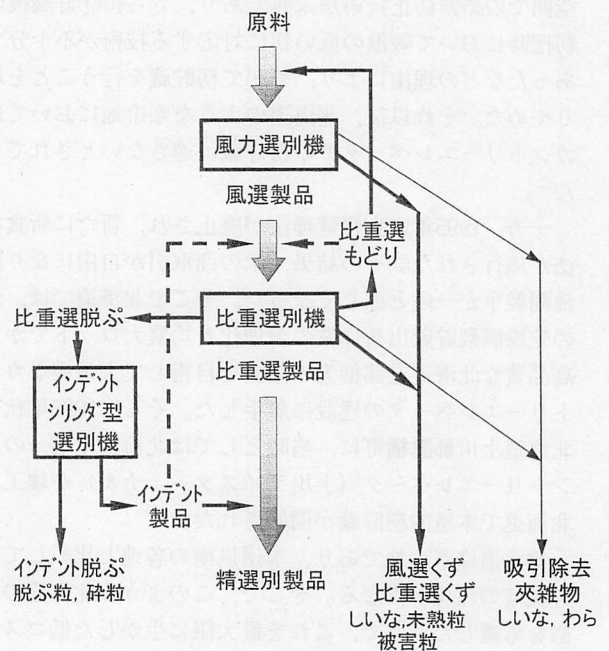 原料
風力選別機
風選製品
比重選
もどり
比重選脱ぷ
比重選別機
比重選製品
インデント
シリンダ型
選別機
インデント
製品
インデント脱ぷ
脱ぷ粒, 砕粒
精選別製品
風選くず
比重選くず
しいな, 未熟粒
被害粒
吸引除去
夾雑物
しいな, わら